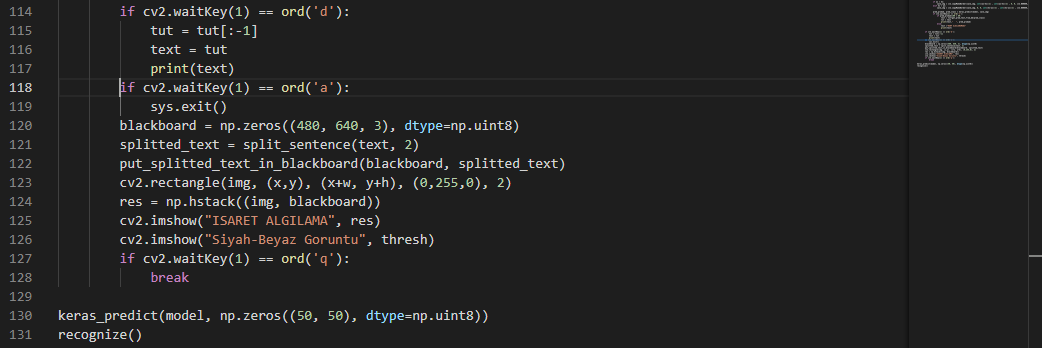 114 if cv2.waitKey(1) == ord('d'):
115 tut = tut[:-1]
116 text = tut
117 print(text)
118 if cv2.waitKey(1) == ord('a'):
119 sys.exit()
120 blackboard = np.zeros((480, 640, 3), dtype=np.uint8)
121 splitted_text = split_sentence(text, 2)
122 put_splitted_text_in_blackboard(blackboard, splitted_text)
123 cv2.rectangle(img, (x,y), (x+w, y+h), (0,255,0), 2)
124 res = np.hstack((img, blackboard))
125 cv2.imshow("ISARET ALGILAMA", res)
126 cv2.imshow("Siyah-Beyaz Goruntu", thresh)
127 if cv2.waitKey(1) == ord('q'):
128 break
129
130 keras_predict(model, np.zeros((50, 50), dtype=np.uint8))
131 recognize()